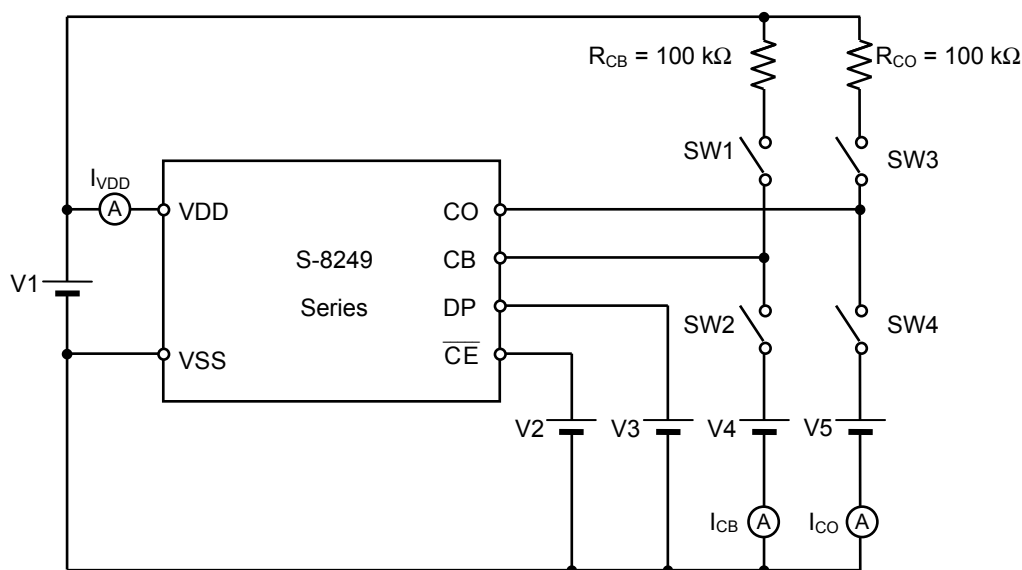 R_CB = 100 kΩ
R_CO = 100 kΩ
SW1
SW3
I_VDD
A
VDD
CO
S-8249
CB
V1
Series
DP
SW2
SW4
VSS
CE
V2
V3
V4
V5
I_CB
A
I_CO
A